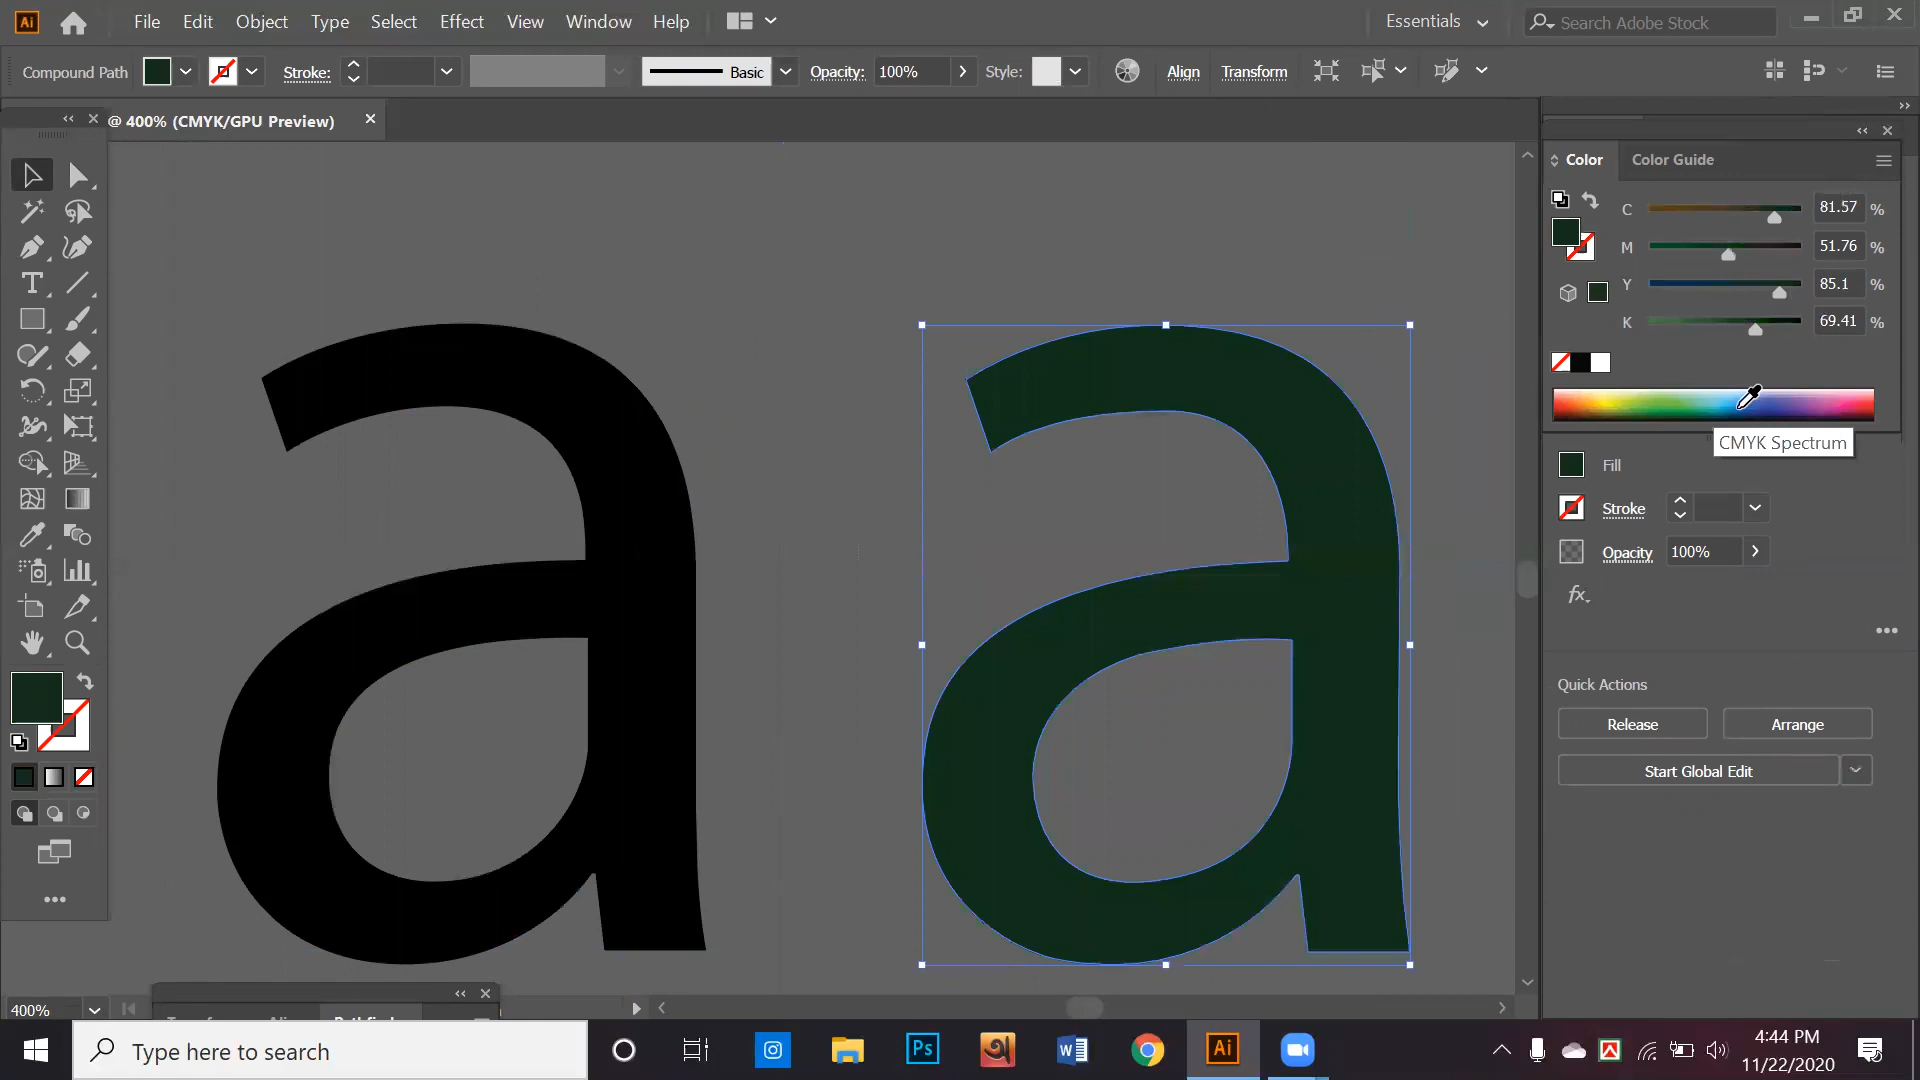 Ai File Edit Object Type Select Effect View Window Help Essentials Search Adobe Stock
Compound Path Stroke: Basic Opacity: 100% Style: Align Transform
@ 400% (CMYK/GPU Preview)
Color Color Guide
C 81.57 %
M 51.76 %
Y 85.1 %
K 69.41 %
CMYK Spectrum
Fill
Stroke
Opacity 100%
fx
Quick Actions
Release Arrange
Start Global Edit
a a
400%
Type here to search
Ps
W
Ai
4:44 PM
11/22/2020